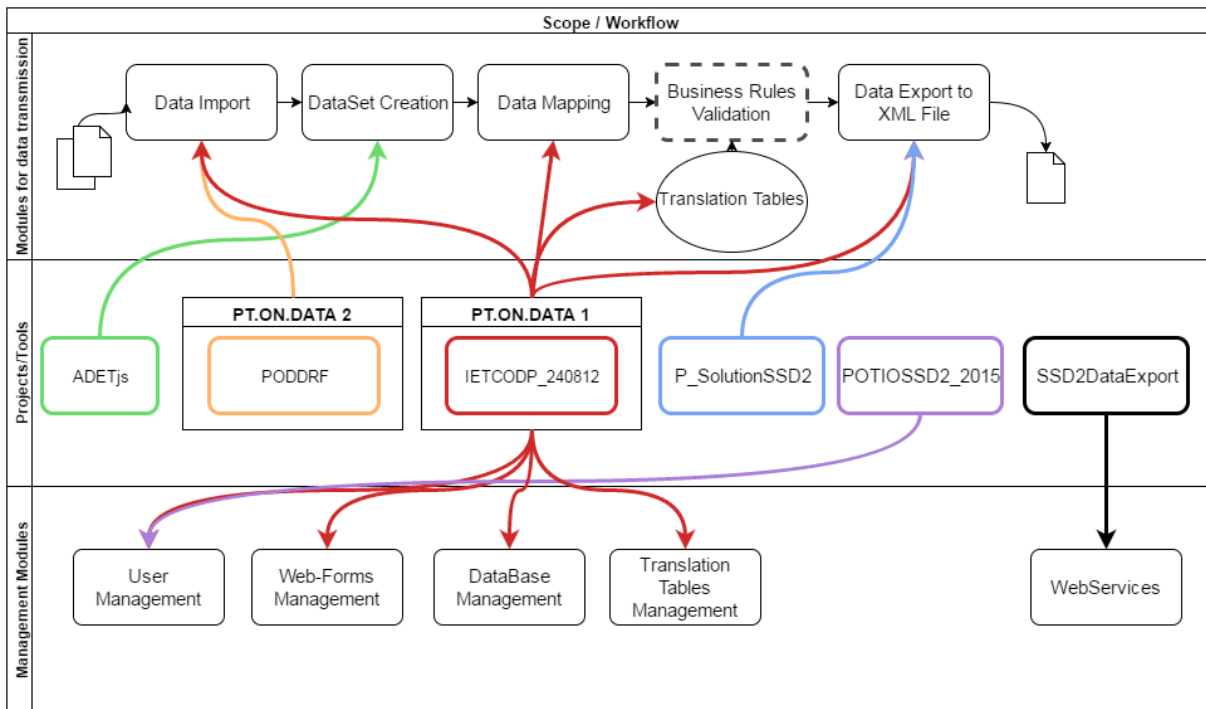 Scope / Workflow
Modules for data transmission
Data Import
DataSet Creation
Data Mapping
Business Rules
Validation
Data Export to
XML File
Translation Tables
Projects/Tools
PT.ON.DATA 2
PT.ON.DATA 1
ADETjs
PODDRF
IETCODP_240812
P_SolutionSSD2
POTIOSSD2_2015
SSD2DataExport
Management Modules
User
Management
Web-Forms
Management
DataBase
Management
Translation
Tables
Management
WebServices